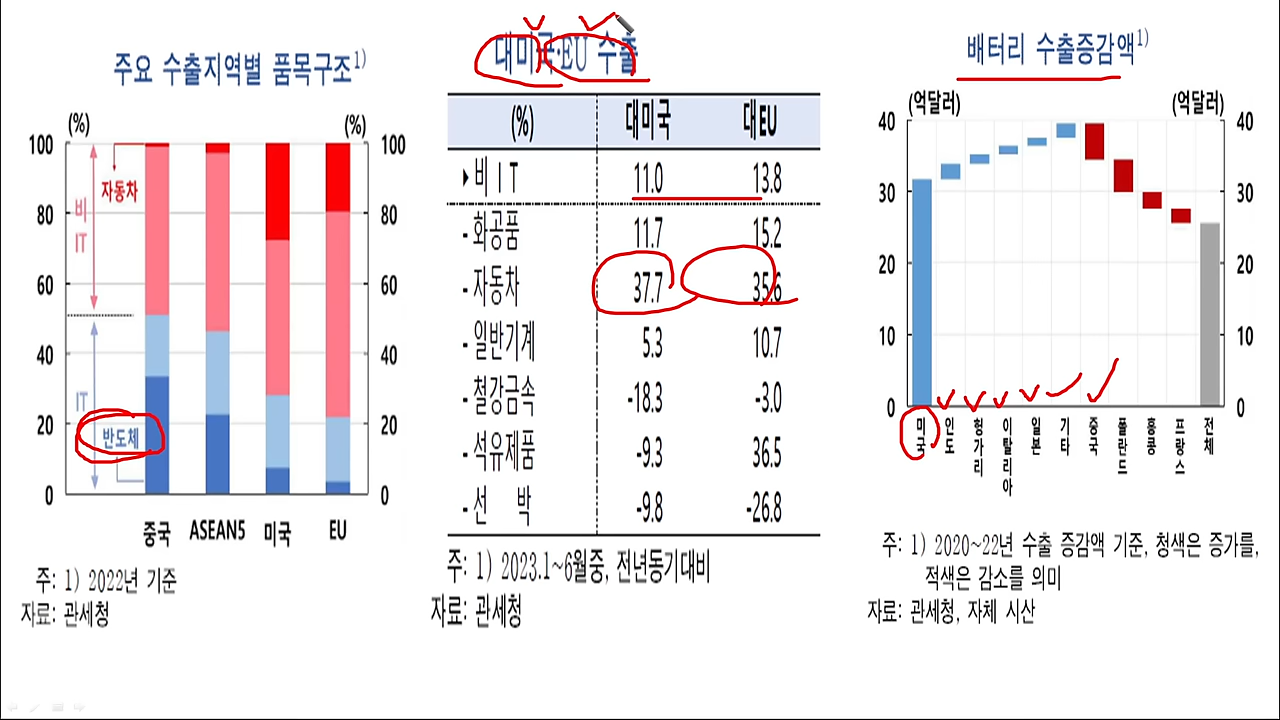 주요 수출지역별 품목구조1)
(%) (%)
100 100
80 80
60 60
40 40
20 20
0 0
자동차
비
IT
IT
반도체
중국 ASEAN5 미국 EU
주: 1) 2022년 기준
자료: 관세청
대미국·EU 수출
(%) 대미국 대EU
▶비IT 11.0 13.8
- 화공품 11.7 15.2
- 자동차 37.7 35.6
- 일반기계 5.3 10.7
- 철강금속 -18.3 -3.0
- 석유제품 -9.3 36.5
- 선 박 -9.8 -26.8
주: 1) 2023.1~6월중, 전년동기대비
자료: 관세청
배터리 수출증감액1)
(억달러) (억달러)
40 40
30 30
20 20
10 10
0 0
미국 인도 헝가리 이탈리아 일본 기타 중국 폴란드 홍콩 프랑스 전체
주: 1) 2020~22년 수출 증감액 기준, 청색은 증가를,
적색은 감소를 의미
자료: 관세청, 자체 시산